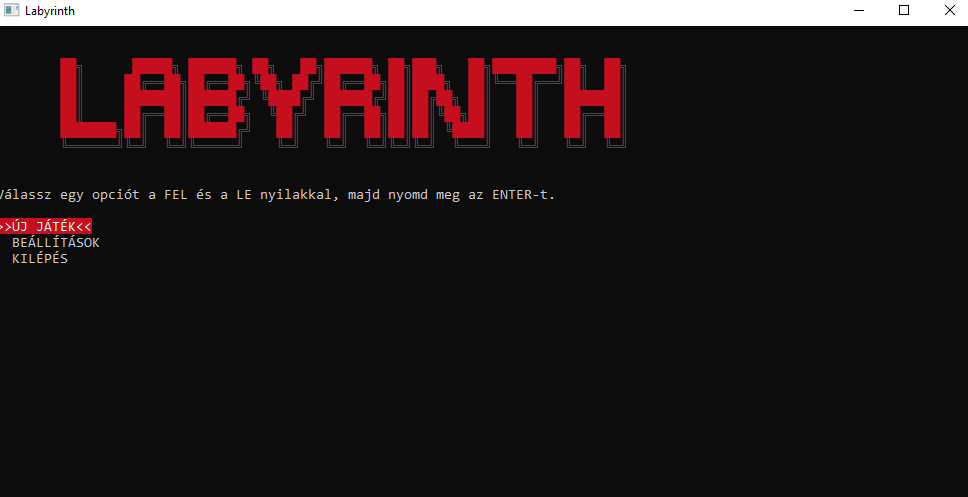 Labyrinth
LABYRINTH
Válassz egy opciót a FEL és a LE nyilakkal, majd nyomd meg az ENTER-t.
>>ÚJ JÁTÉK<<
BEÁLLÍTÁSOK
KILÉPÉS